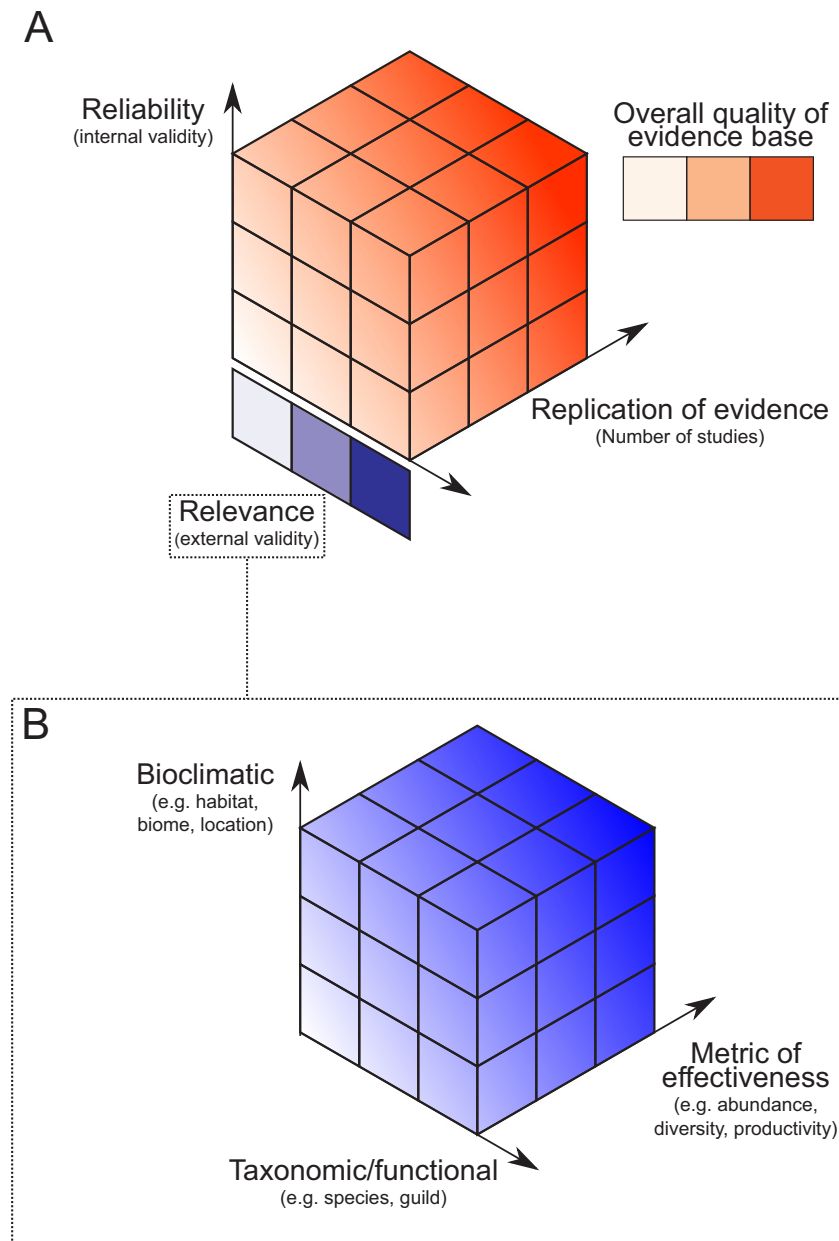 A
Reliability
(internal validity)
Overall quality of
evidence base
Replication of evidence
(Number of studies)
Relevance
(external validity)
B
Bioclimatic
(e.g. habitat,
biome, location)
Metric of
effectiveness
(e.g. abundance,
diversity, productivity)
Taxonomic/functional
(e.g. species, guild)